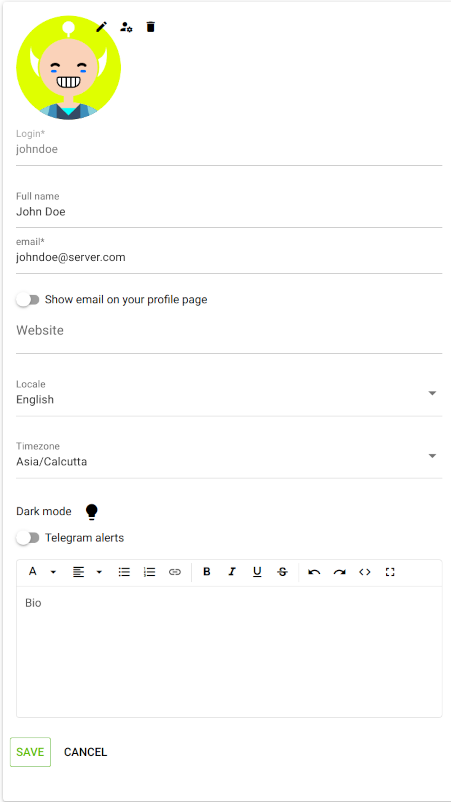 Login*
johndoe
Full name
John Doe
email*
johndoe@server.com
Show email on your profile page
Website
Locale
English
Timezone
Asia/Calcutta
Dark mode
Telegram alerts
A B I U S
Bio
SAVE CANCEL